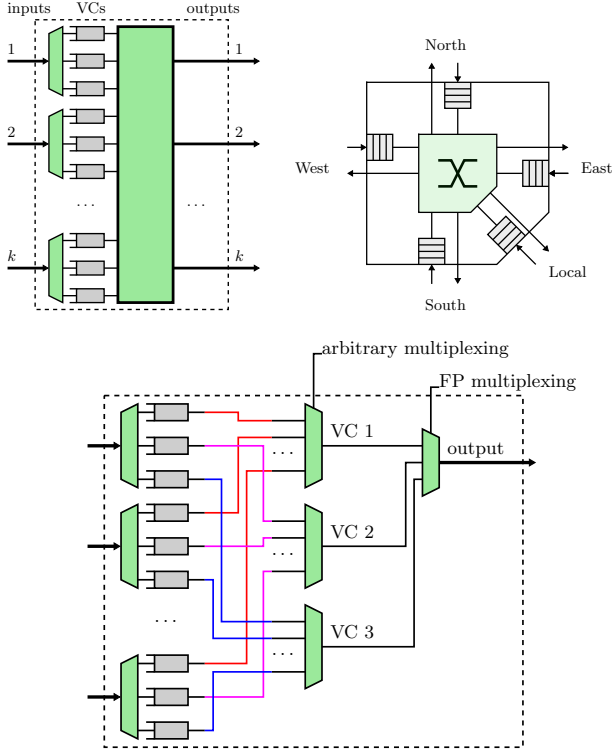 inputs VCs outputs
1 1
2 2
... ...
k k
North
West East
Local
South
arbitrary multiplexing
FP multiplexing
VC 1 output
...
VC 2
...
... VC 3
...